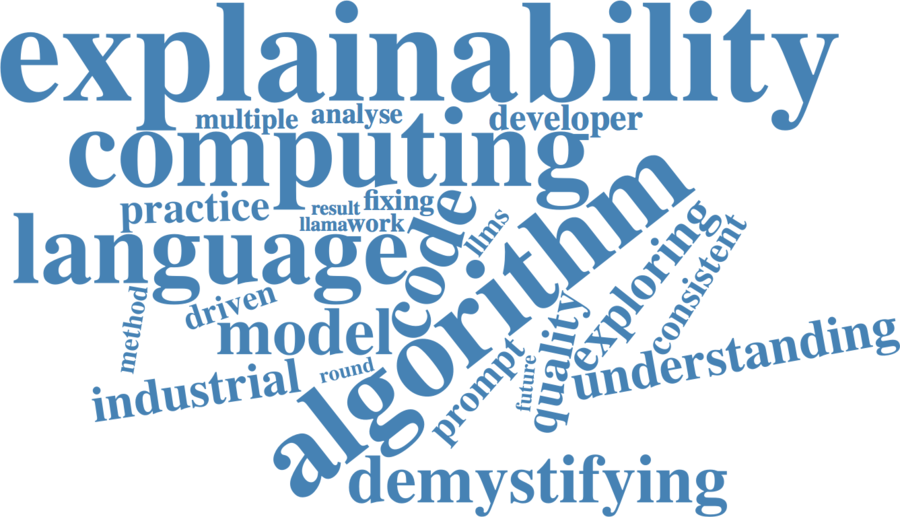 explainability
multiple analyse developer
computing
practice result fixing
llamawork
language code llms
algorithm
exploring
consistent
method driven
model
round
industrial
prompt
future
quality
understanding
demystifying